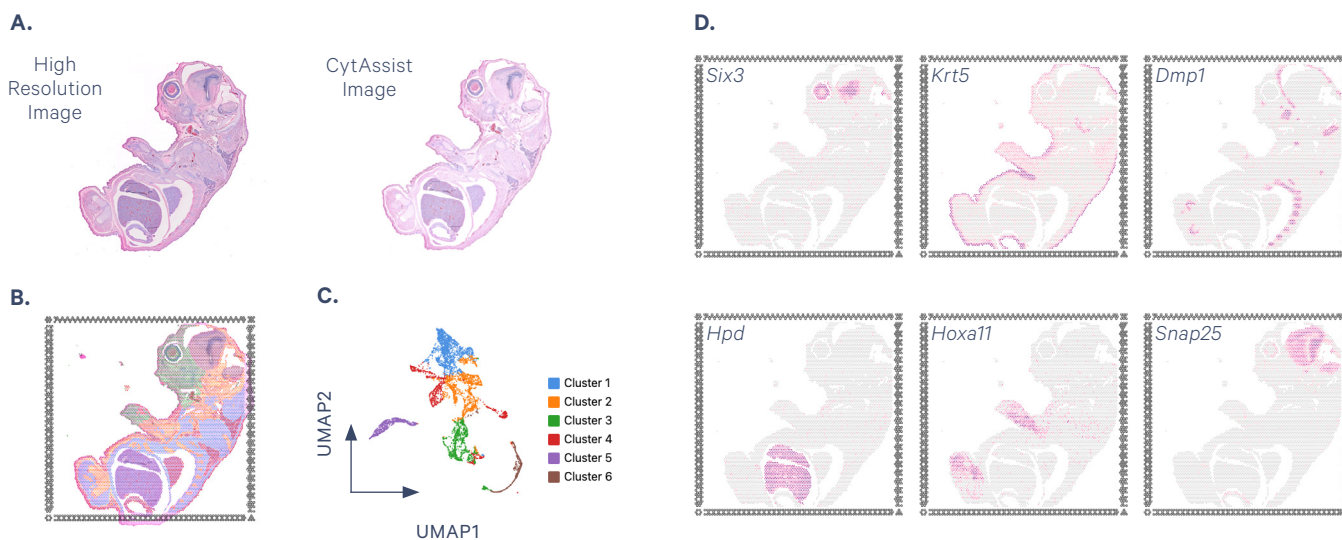 A.
High
Resolution
Image
CytAssist
Image
B.
C.
UMAP2
UMAP1
Cluster 1
Cluster 2
Cluster 3
Cluster 4
Cluster 5
Cluster 6
D.
Six3
Krt5
Dmp1
Hpd
Hoxa11
Snap25